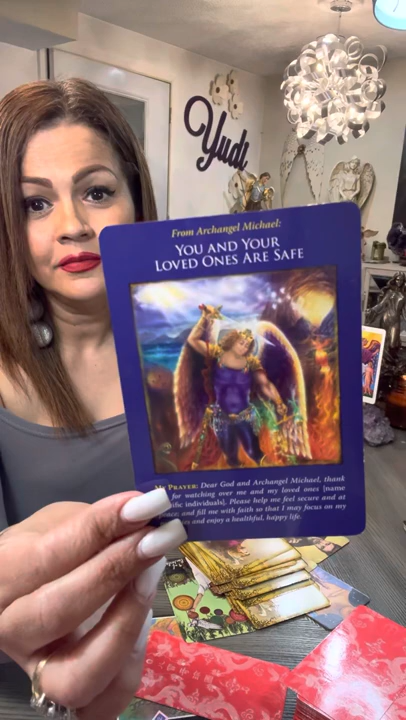 Yudi
From Archangel Michael:
YOU AND YOUR
LOVED ONES ARE SAFE
MY PRAYER: Dear God and Archangel Michael, thank
for watching over me and my loved ones [name
specific individuals]. Please help me feel secure and at
peace; and fill me with faith so that I may focus on my
and enjoy a healthful, happy life.